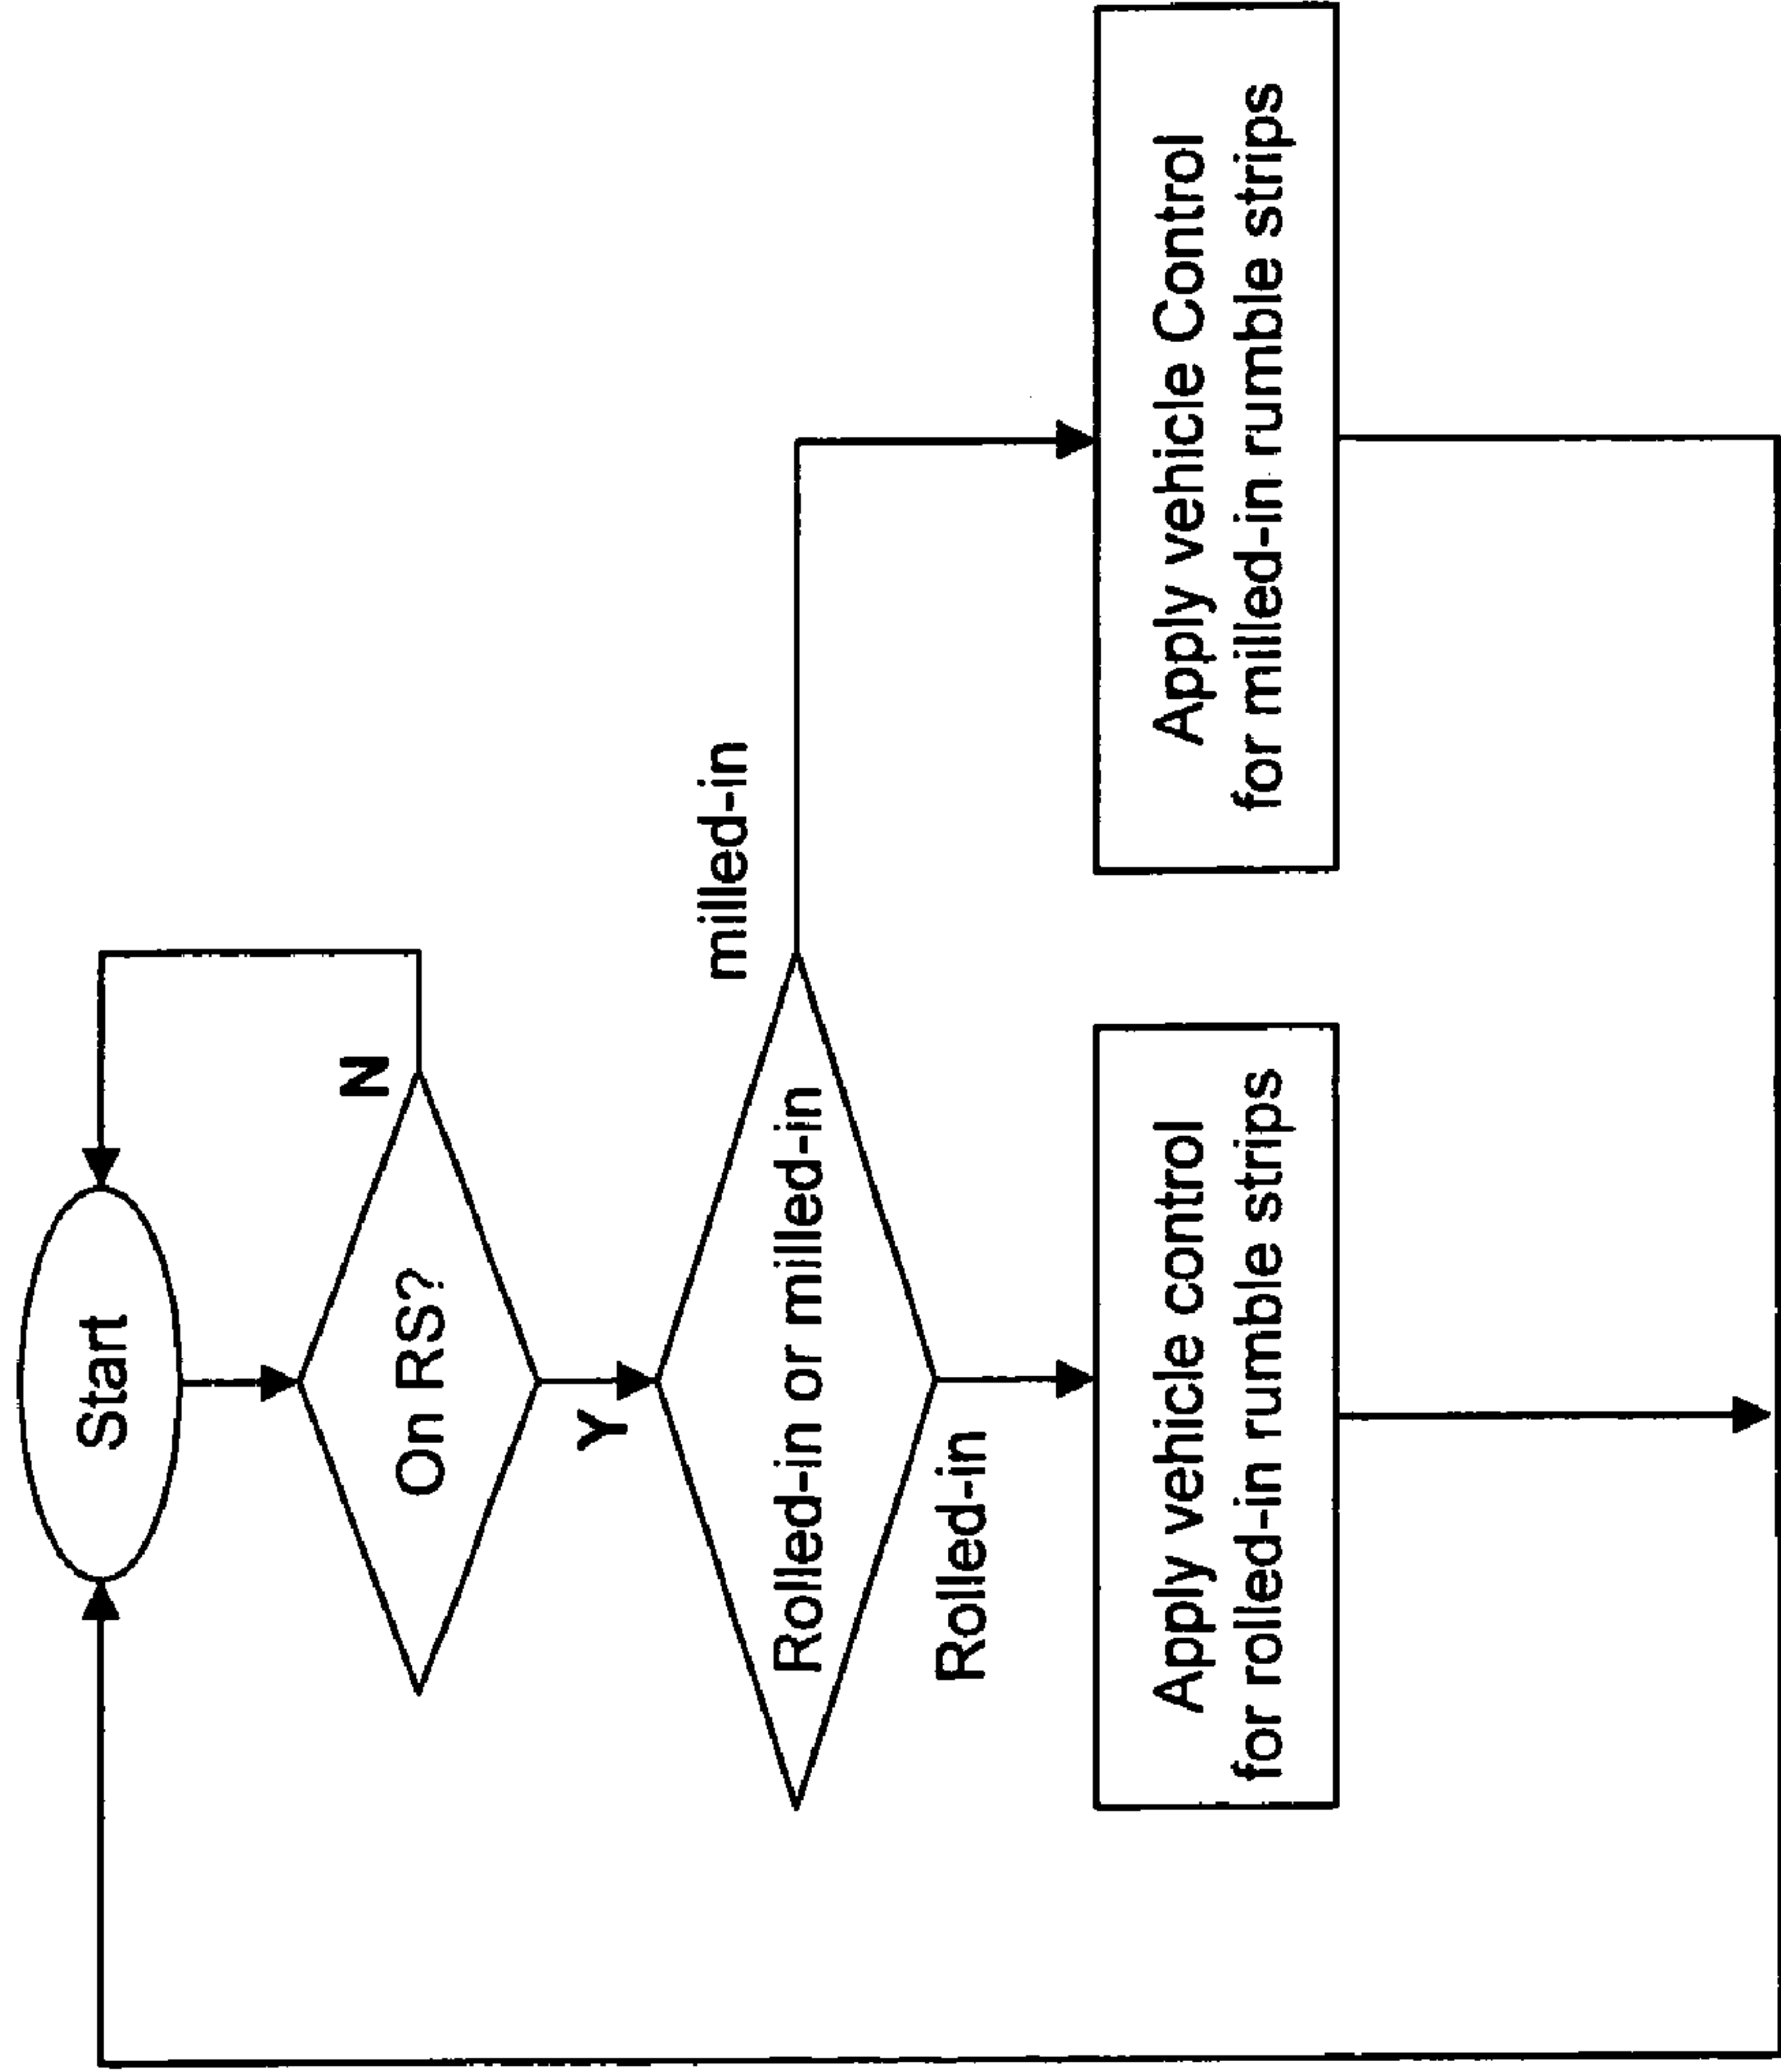 Start
On RS?
N
Y
Rolled-in or milled-in
milled-in
Rolled-in
Apply vehicle control
for rolled-in rumble strips
Apply vehicle Control
for milled-in rumble strips